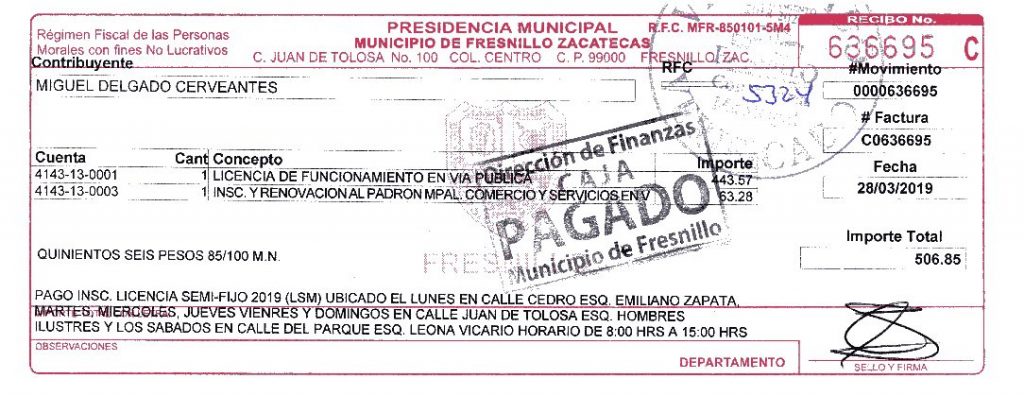 Régimen Fiscal de las Personas
Morales con fines No Lucrativos
PRESIDENCIA MUNICIPAL
MUNICIPIO DE FRESNILLO ZACATECAS
C. JUAN DE TOLOSA No. 100 COL. CENTRO C. P. 99000 FRESNILLO, ZAC.
R.F.C. MFR-850101-5M4
RECIBO No.
636695 C
Contribuyente
RFC
#Movimiento
MIGUEL DELGADO CERVEANTES
5324
0000636695
# Factura
C0636695
Fecha
28/03/2019
Cuenta Cant Concepto Importe
4143-13-0001 1 LICENCIA DE FUNCIONAMIENTO EN VIA PUBLICA 443.57
4143-13-0003 1 INSC. Y RENOVACION AL PADRON MPAL. COMERCIO Y SERVICIOS EN V 63.28
Dirección de Finanzas
CAJA
PAGADO
Municipio de Fresnillo
Importe Total
506.85
QUINIENTOS SEIS PESOS 85/100 M.N.
PAGO INSC. LICENCIA SEMI-FIJO 2019 (LSM) UBICADO EL LUNES EN CALLE CEDRO ESQ. EMILIANO ZAPATA,
MARTES, MIERCOLES, JUEVES VIENRES Y DOMINGOS EN CALLE JUAN DE TOLOSA ESQ. HOMBRES
ILUSTRES Y LOS SABADOS EN CALLE DEL PARQUE ESQ. LEONA VICARIO HORARIO DE 8:00 HRS A 15:00 HRS
OBSERVACIONES
DEPARTAMENTO
SELLO Y FIRMA